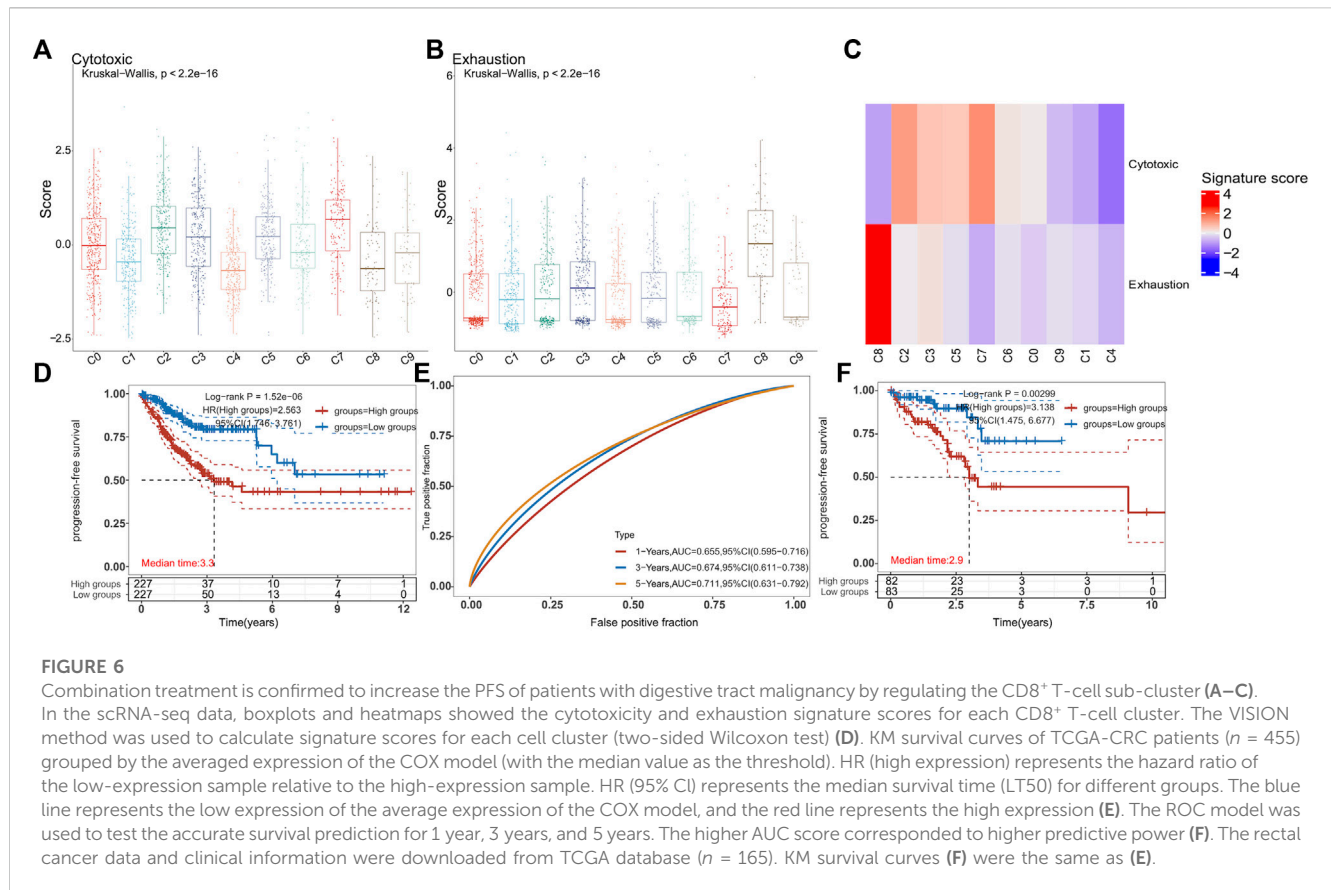 A
Cytotoxic
Kruskal−Wallis, p < 2.2e−16
Score
2.5
0.0
−2.5
C0 C1 C2 C3 C4 C5 C6 C7 C8 C9
B
Exhaustion
Kruskal−Wallis, p < 2.2e−16
Score
6
4
2
0
C0 C1 C2 C3 C4 C5 C6 C7 C8 C9
C
Cytotoxic
Exhaustion
C8 C2 C3 C5 C7 C6 C0 C9 C1 C4
Signature score
4
2
0
−2
−4
D
Log−rank P = 1.52e−06
HR(High groups)=2.563
95%CI(1.746, 3.761)
groups=High groups
groups=Low groups
progression−free survival
1.00
0.75
0.50
0.25
0.00
Median time:3.3
High groups 227 37 10 7 1
Low groups 227 50 13 4 0
0 3 6 9 12
Time(years)
E
True positive fraction
1.00
0.75
0.50
0.25
0.00
Type
1−Years,AUC=0.655,95%CI(0.595−0.716)
3−Years,AUC=0.674,95%CI(0.611−0.738)
5−Years,AUC=0.711,95%CI(0.631−0.792)
0.00 0.25 0.50 0.75 1.00
False positive fraction
F
Log−rank P = 0.00299
HR(High groups)=3.138
95%CI(1.475, 6.677)
groups=High groups
groups=Low groups
progression−free survival
1.00
0.75
0.50
0.25
0.00
Median time:2.9
High groups 82 23 3 3 1
Low groups 83 25 3 0 0
0 2.5 5 7.5 10
Time(years)
FIGURE 6
Combination treatment is confirmed to increase the PFS of patients with digestive tract malignancy by regulating the CD8⁺ T-cell sub-cluster (A–C).
In the scRNA-seq data, boxplots and heatmaps showed the cytotoxicity and exhaustion signature scores for each CD8⁺ T-cell cluster. The VISION
method was used to calculate signature scores for each cell cluster (two-sided Wilcoxon test) (D). KM survival curves of TCGA-CRC patients (n = 455)
grouped by the averaged expression of the COX model (with the median value as the threshold). HR (high expression) represents the hazard ratio of
the low-expression sample relative to the high-expression sample. HR (95% Cl) represents the median survival time (LT50) for different groups. The blue
line represents the low expression of the average expression of the COX model, and the red line represents the high expression (E). The ROC model was
used to test the accurate survival prediction for 1 year, 3 years, and 5 years. The higher AUC score corresponded to higher predictive power (F). The rectal
cancer data and clinical information were downloaded from TCGA database (n = 165). KM survival curves (F) were the same as (E).